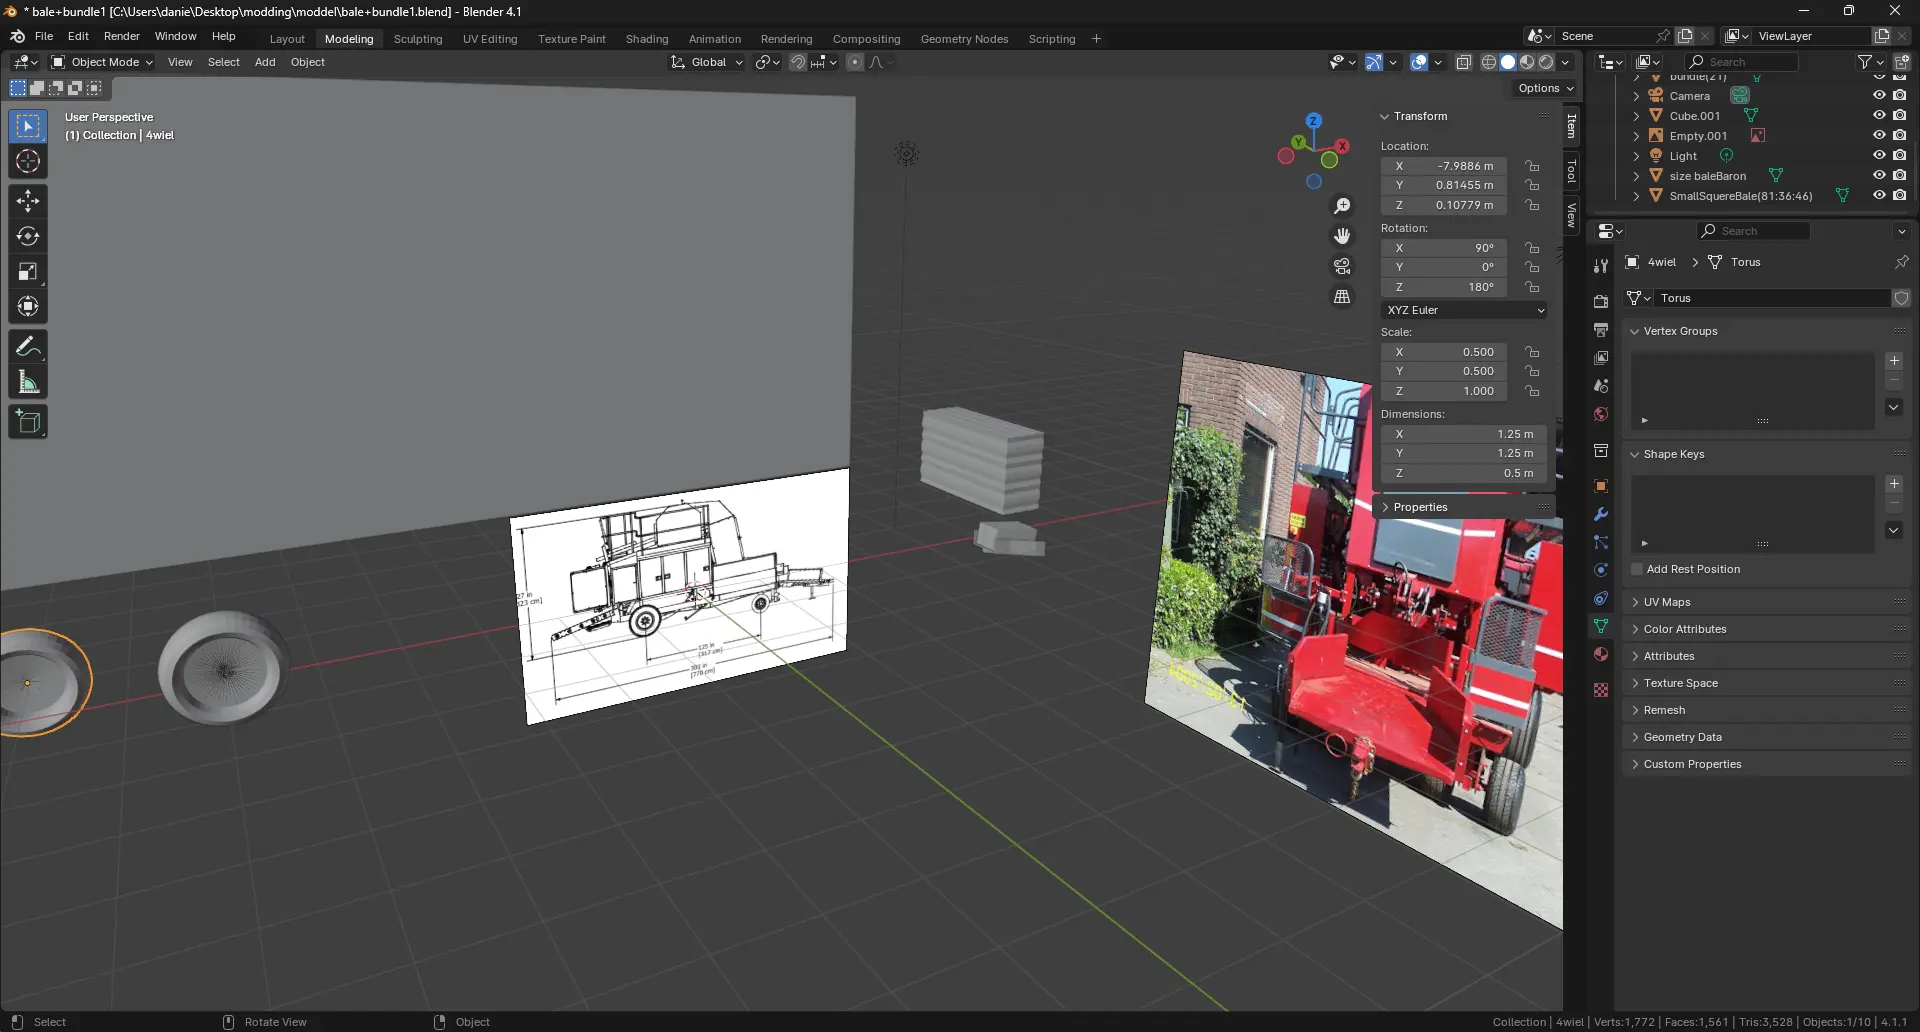 * bale+bundle1 [C:\Users\danie\Desktop\modding\moddel\bale+bundle1.blend] - Blender 4.1
File Edit Render Window Help
Layout Modeling Sculpting UV Editing Texture Paint Shading Animation Rendering Compositing Geometry Nodes Scripting +
Scene
ViewLayer
Object Mode View Select Add Object
Global
Search
Options
User Perspective
(1) Collection | 4wiel
Z
Y
X
Transform
Location:
X -7.9886 m
Y 0.81455 m
Z 0.10779 m
Rotation:
X 90°
Y 0°
Z 180°
XYZ Euler
Scale:
X 0.500
Y 0.500
Z 1.000
Dimensions:
X 1.25 m
Y 1.25 m
Z 0.5 m
Properties
Item
Tool
View
bundle(21)
Camera
Cube.001
Empty.001
Light
size baleBaron
SmallSquereBale(81:36:46)
Search
4wiel > Torus
Torus
Vertex Groups
Shape Keys
Add Rest Position
UV Maps
Color Attributes
Attributes
Texture Space
Remesh
Geometry Data
Custom Properties
125 in
[317 cm]
Select
Rotate View
Object
Collection | 4wiel | Verts:1,772 | Faces:1,561 | Tris:3,528 | Objects:1/10 | 4.1.1